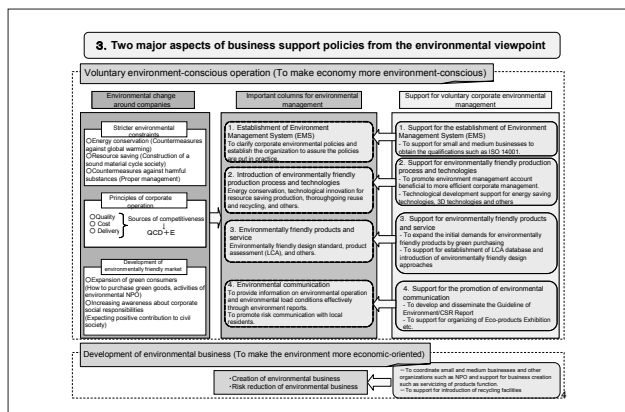 3. Two major aspects of business support policies from the environmental viewpoint
Voluntary environment-conscious operation (To make economy more environment-conscious)
Environmental change
around companies
Stricter environmental
constraints
○Energy conservation (Countermeasures
against global warming)
○Resource saving (Construction of a
sound material cycle society)
○Countermeasures against harmful
substances (Proper management)
Principles of corporate
operation
○Quality
○Cost
○Delivery
Sources of competitiveness
↓
QCD+E
Development of
environmentally friendly market
○Expansion of green consumers
(How to purchase green goods, activities of
environmental NPO)
○Increasing awareness about corporate
social responsibilities
(Expecting positive contribution to civil
society)
Important columns for environmental
management
1. Establishment of Environment
Management System (EMS)
To clarify corporate environmental policies and
establish the organization to assure the policies
are put in practice.
2. Introduction of environmentally friendly
production process and technologies
Energy conservation, technological innovation for
resource saving production, thoroughgoing reuse
and recycling, and others.
3. Environmentally friendly products and
service
Environmentally friendly design standard, product
assessment (LCA), and others.
4. Environmental communication
To provide information on environmental operation
and environmental load conditions effectively
through environment reports.
To promote risk communication with local
residents.
Support for voluntary corporate environmental
management
1. Support for the establishment of Environment
Management System (EMS)
- To support for small and medium businesses to
obtain the qualifications such as ISO 14001.
2. Support for environmentally friendly production
process and technologies
- To promote environment management account
beneficial to more efficient corporate management.
- Technological development support for energy saving
technologies, 3D technologies and others
3. Support for environmentally friendly products and
service
- To expand the initial demands for environmentally
friendly products by green purchasing
- To support for establishment of LCA database and
introduction of environmentally friendly design
approaches
4. Support for the promotion of environmental
communication
- To develop and disseminate the Guideline of
Environment/CSR Report
- To support for organizing of Eco-products Exhibition
etc.
Development of environmental business (To make the environment more economic-oriented)
・Creation of environmental business
・Risk reduction of environmental business
－To coordinate small and medium businesses and other
organizations such as NPO and support for business creation
such as servicizing of products function.
－To support for introduction of recycling facilities
4